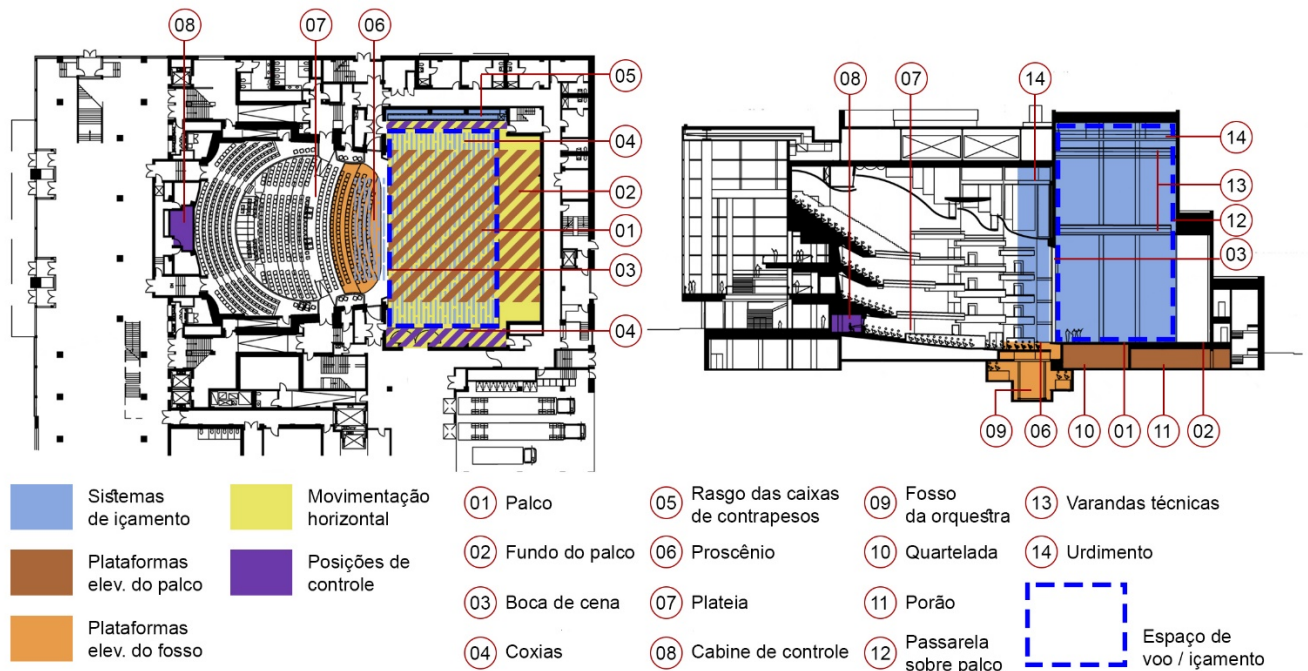 08
07
06
05
04
02
01
03
04
08
07
14
14
13
12
03
09
06
10
01
11
02
Sistemas
de içamento
Plataformas
elev. do palco
Plataformas
elev. do fosso
Movimentação
horizontal
Posições de
controle
01 Palco
02 Fundo do palco
03 Boca de cena
04 Coxias
05 Rasgo das caixas
de contrapesos
06 Proscênio
07 Plateia
08 Cabine de controle
09 Fosso
da orquestra
10 Quartelada
11 Porão
12 Passarela
sobre palco
13 Varandas técnicas
14 Urdimento
Espaço de
voo / içamento